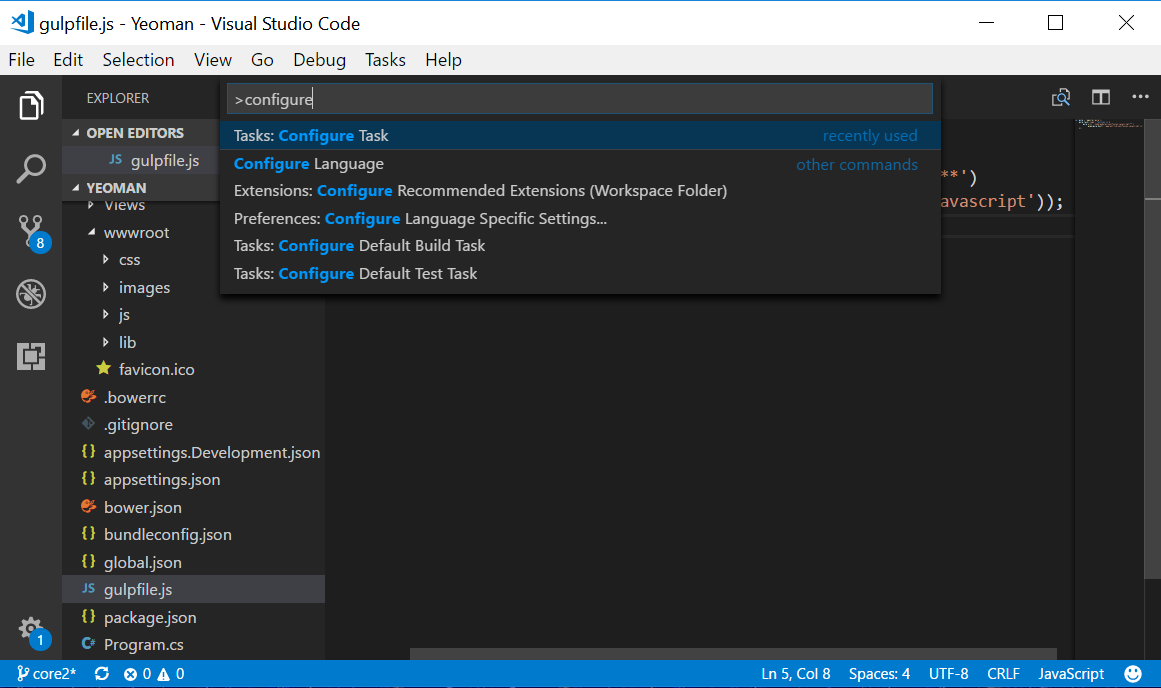 gulpfile.js - Yeoman - Visual Studio Code
File Edit Selection View Go Debug Tasks Help
EXPLORER
>configure
OPEN EDITORS
JS gulpfile.js
YEOMAN
Views
wwwroot
css
images
js
lib
favicon.ico
.bowerrc
.gitignore
{} appsettings.Development.json
{} appsettings.json
bower.json
{} bundleconfig.json
{} global.json
JS gulpfile.js
{} package.json
C# Program.cs
8
1
Tasks: Configure Task recently used
Configure Language other commands
Extensions: Configure Recommended Extensions (Workspace Folder)
Preferences: Configure Language Specific Settings...
Tasks: Configure Default Build Task
Tasks: Configure Default Test Task
**')
avascript'));
core2* 0 0 Ln 5, Col 8 Spaces: 4 UTF-8 CRLF JavaScript